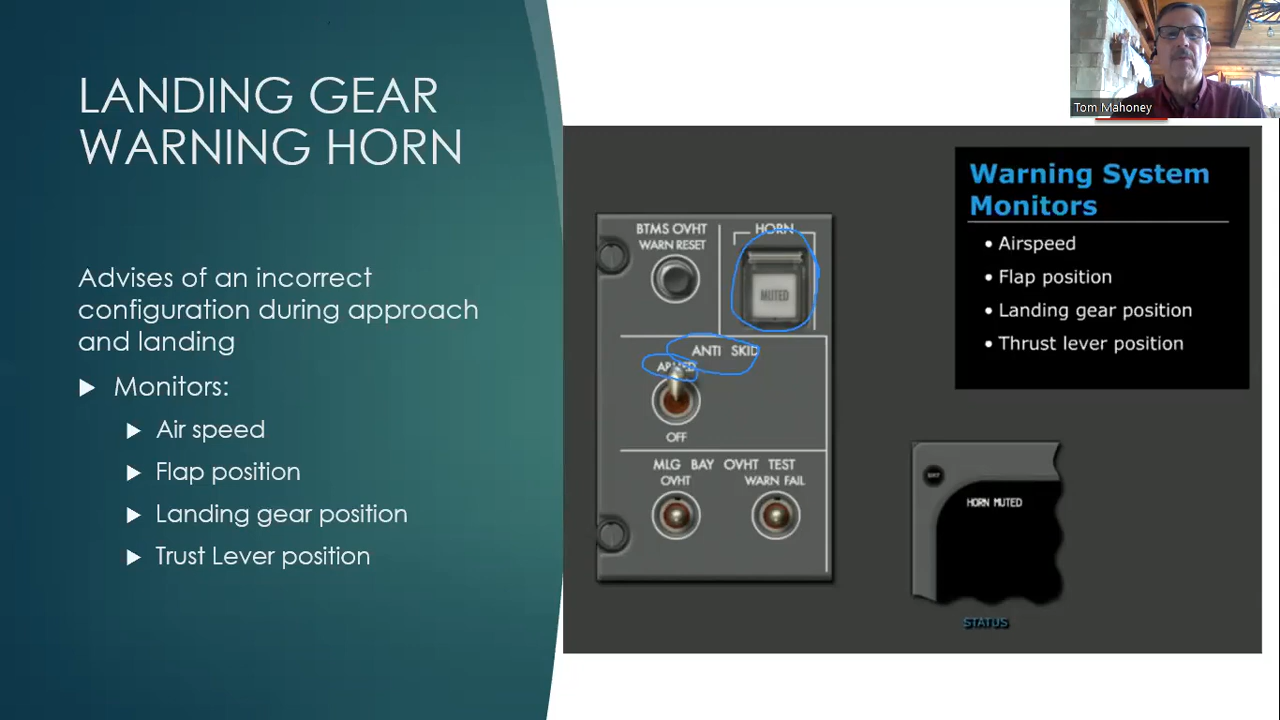 LANDING GEAR
WARNING HORN
Advises of an incorrect
configuration during approach
and landing
Monitors:
Air speed
Flap position
Landing gear position
Trust Lever position
Tom Mahoney
BTMS OVHT
WARN RESET
HORN
MUTED
ANTI SKID
ARMED
OFF
MLG BAY OVHT TEST
OVHT
WARN FAIL
Warning System
Monitors
• Airspeed
• Flap position
• Landing gear position
• Thrust lever position
HORN MUTED
STATUS